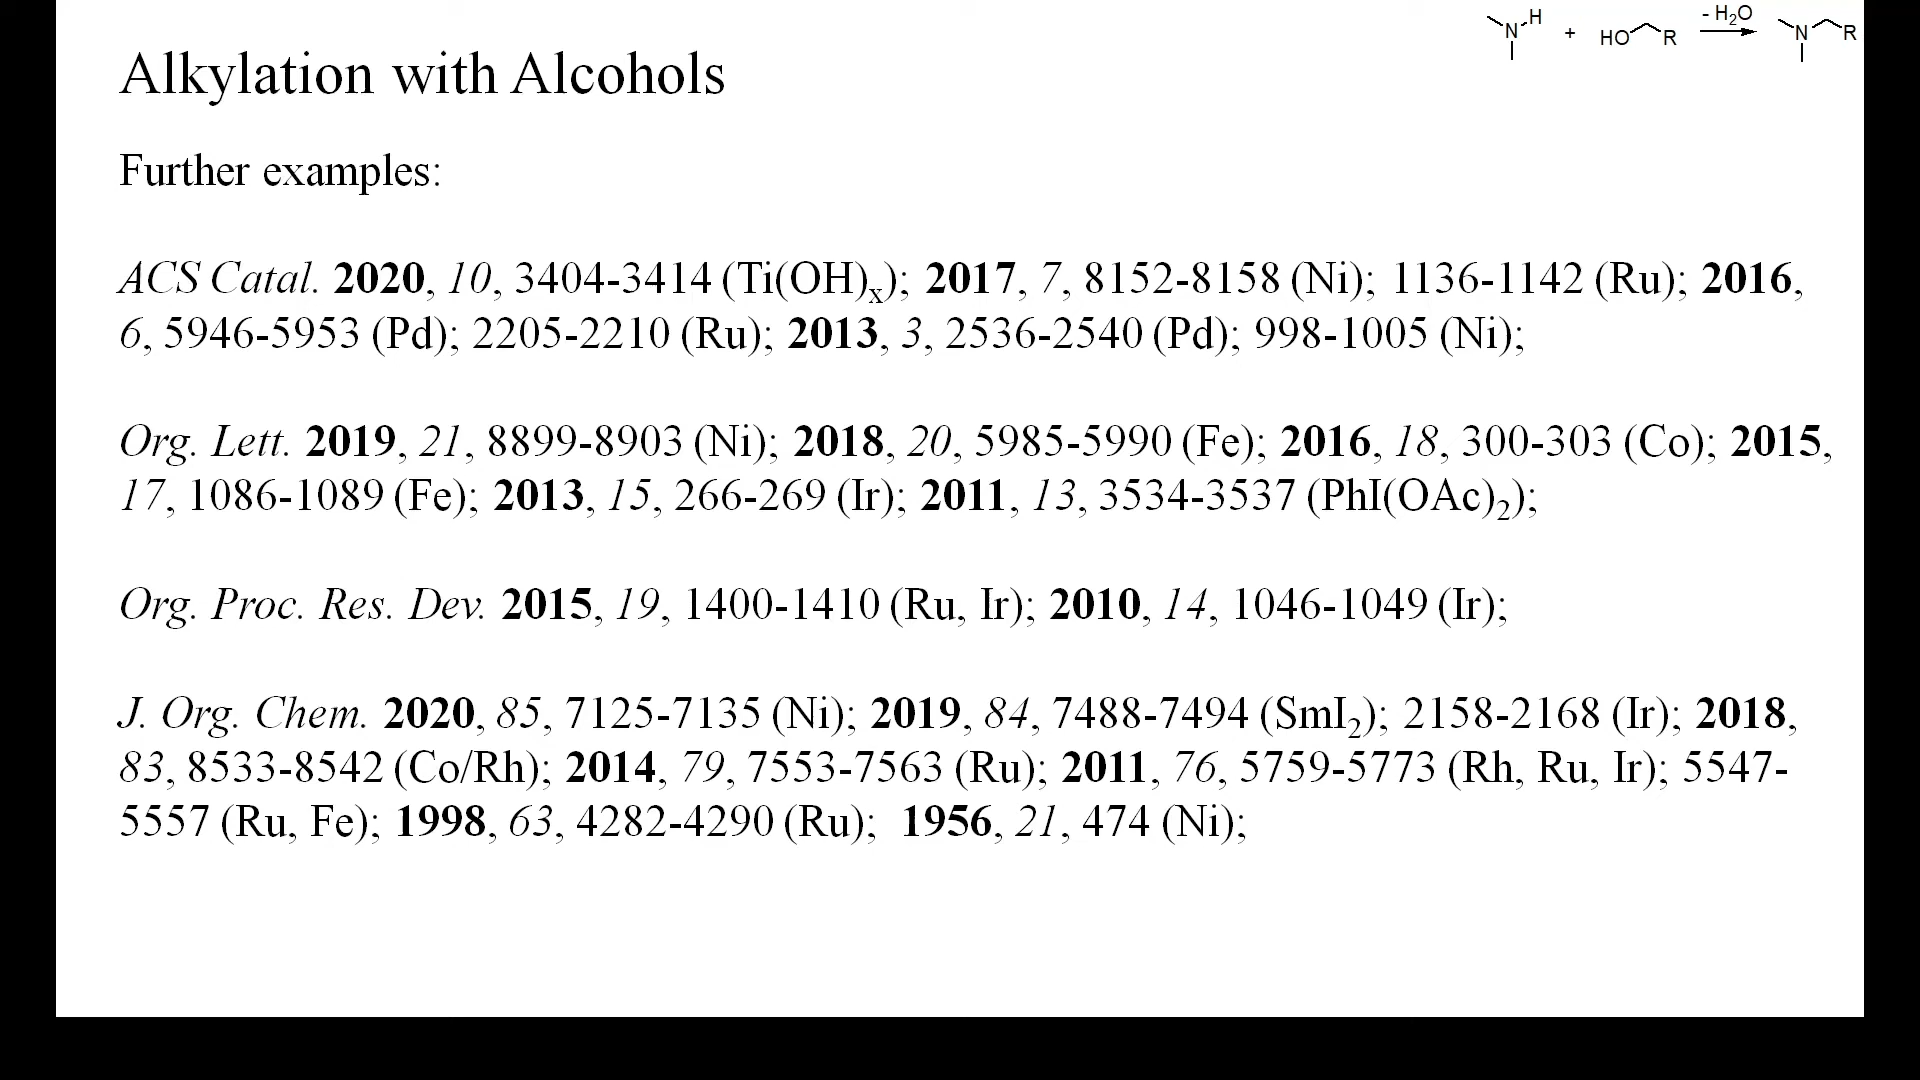 Alkylation with Alcohols
N H + HO R - H₂O N R
Further examples:
ACS Catal. 2020, 10, 3404-3414 (Ti(OH)ₓ); 2017, 7, 8152-8158 (Ni); 1136-1142 (Ru); 2016,
6, 5946-5953 (Pd); 2205-2210 (Ru); 2013, 3, 2536-2540 (Pd); 998-1005 (Ni);
Org. Lett. 2019, 21, 8899-8903 (Ni); 2018, 20, 5985-5990 (Fe); 2016, 18, 300-303 (Co); 2015,
17, 1086-1089 (Fe); 2013, 15, 266-269 (Ir); 2011, 13, 3534-3537 (PhI(OAc)₂);
Org. Proc. Res. Dev. 2015, 19, 1400-1410 (Ru, Ir); 2010, 14, 1046-1049 (Ir);
J. Org. Chem. 2020, 85, 7125-7135 (Ni); 2019, 84, 7488-7494 (SmI₂); 2158-2168 (Ir); 2018,
83, 8533-8542 (Co/Rh); 2014, 79, 7553-7563 (Ru); 2011, 76, 5759-5773 (Rh, Ru, Ir); 5547-
5557 (Ru, Fe); 1998, 63, 4282-4290 (Ru); 1956, 21, 474 (Ni);